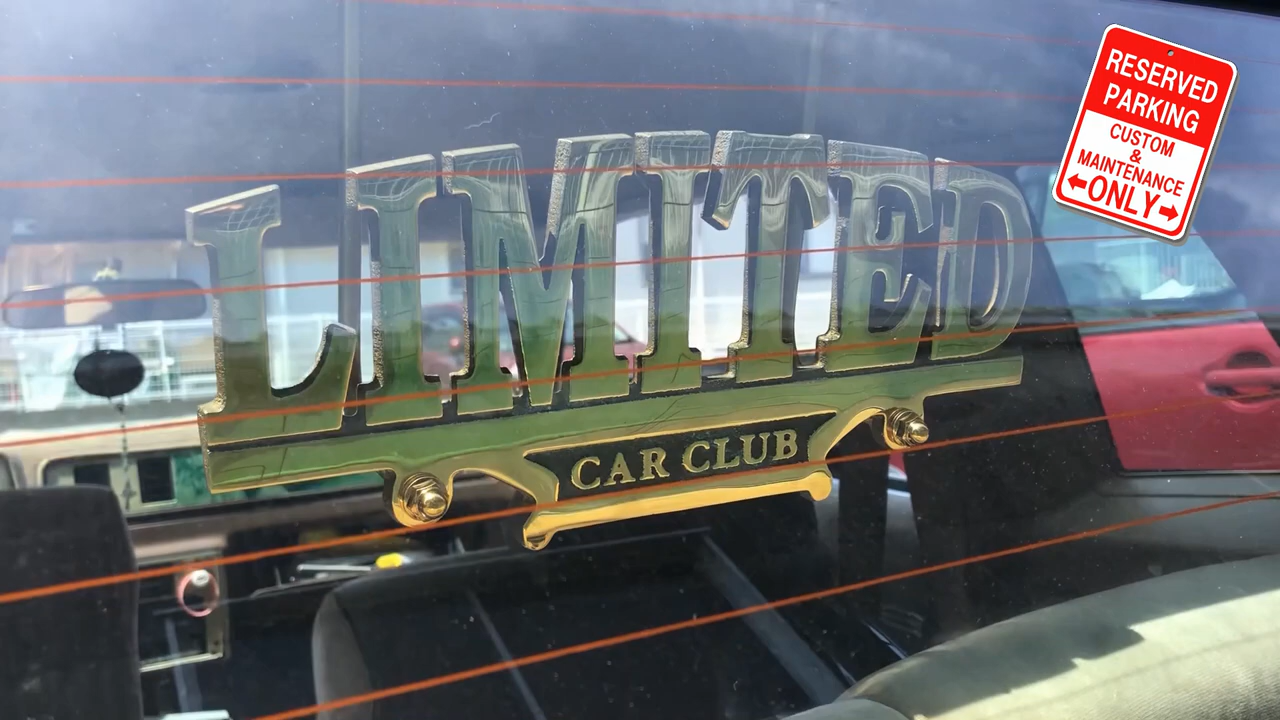 LIMITED
CAR CLUB
RESERVED
PARKING
CUSTOM
&
MAINTENANCE
ONLY